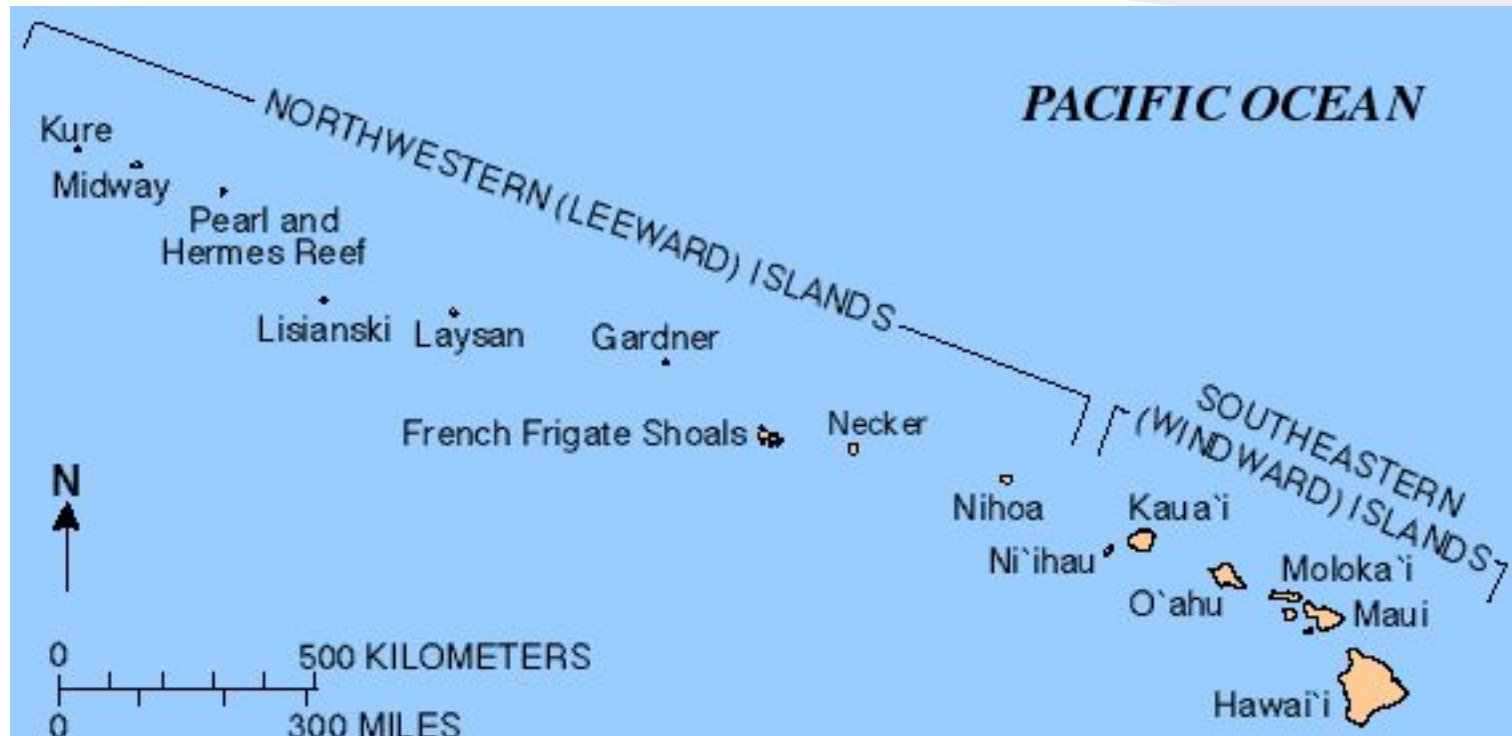 PACIFIC OCEAN
NORTHWESTERN (LEEWARD) ISLANDS
Kure
Midway
Pearl and
Hermes Reef
Lisianski
Laysan
Gardner
French Frigate Shoals
Necker
Nihoa
SOUTHEASTERN
(WINDWARD) ISLANDS
Kaua`i
Ni`ihau
O`ahu
Moloka`i
Maui
Hawai`i
N
0
500 KILOMETERS
0
300 MILES